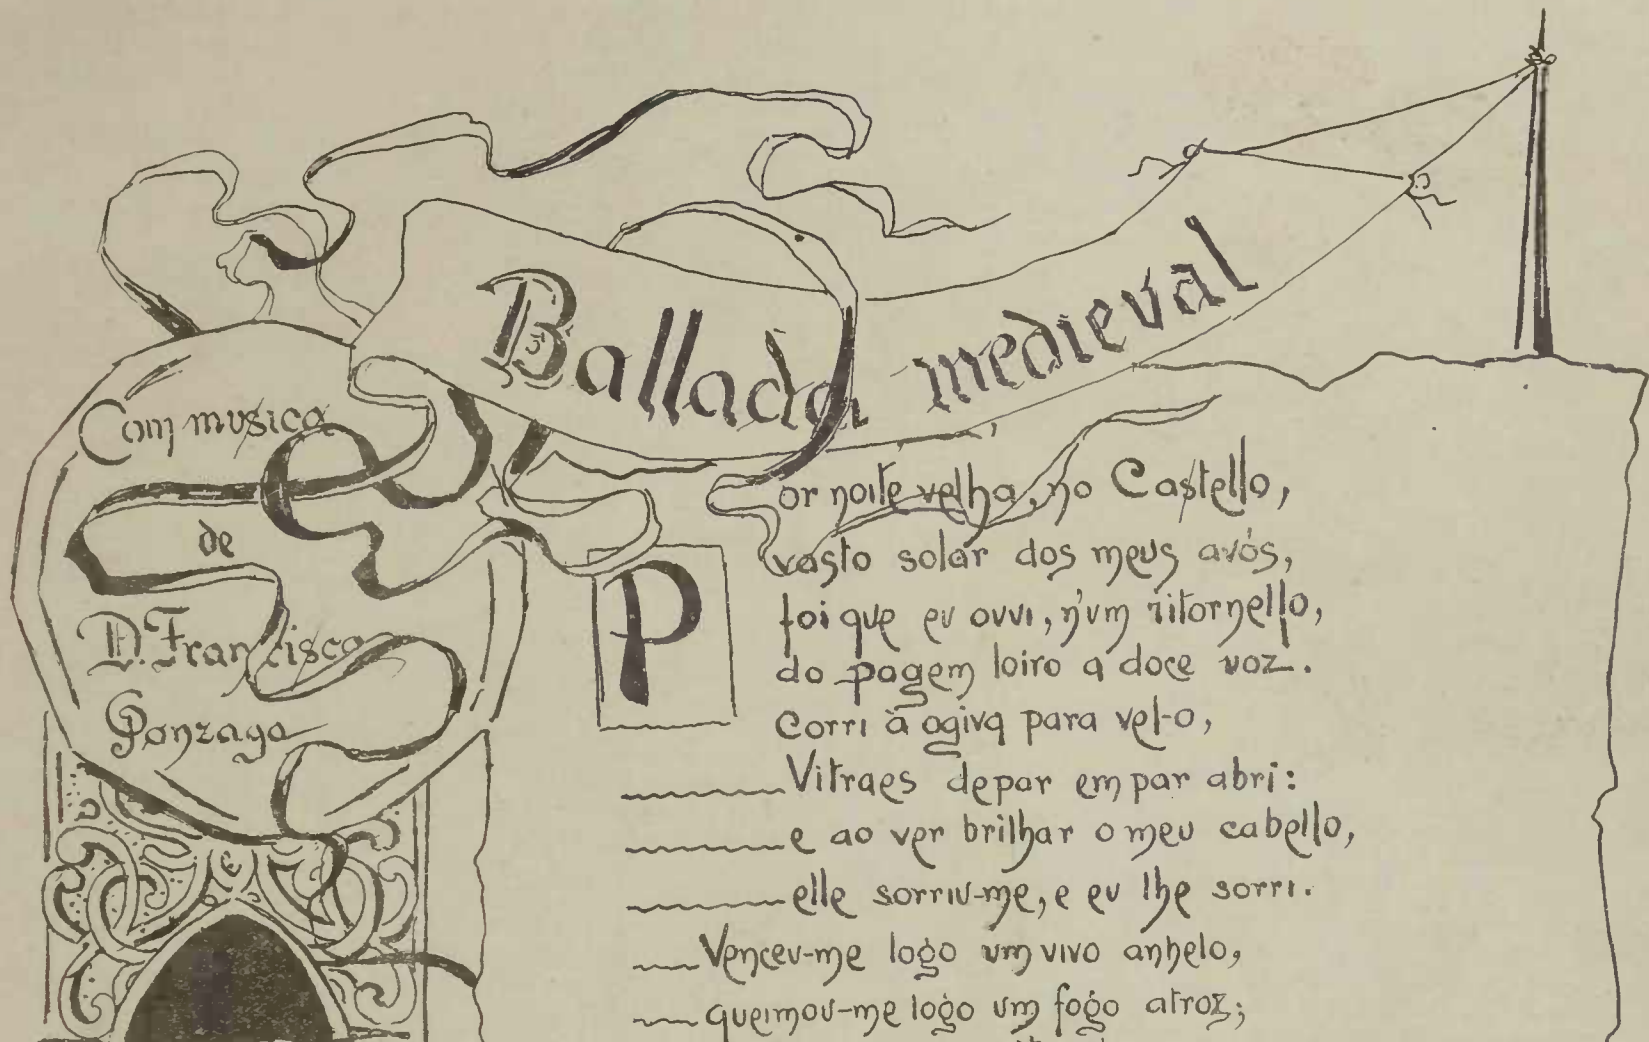 Ballada medieval
Com musica
de
D. Francisca
Gonzaga
Por noite velha, no Castello,
vasto solar dos meus avós,
foi que eu ouvi, n'um ritornello,
do pagem loiro a doce voz.
Corri à ogiva para vel-o,
Vitraes de par em par abri:
e ao ver brilhar o meu cabello,
elle sorriu-me, e eu lhe sorri.
Venceu-me logo um vivo anhelo,
queimou-me logo um fogo atroz;